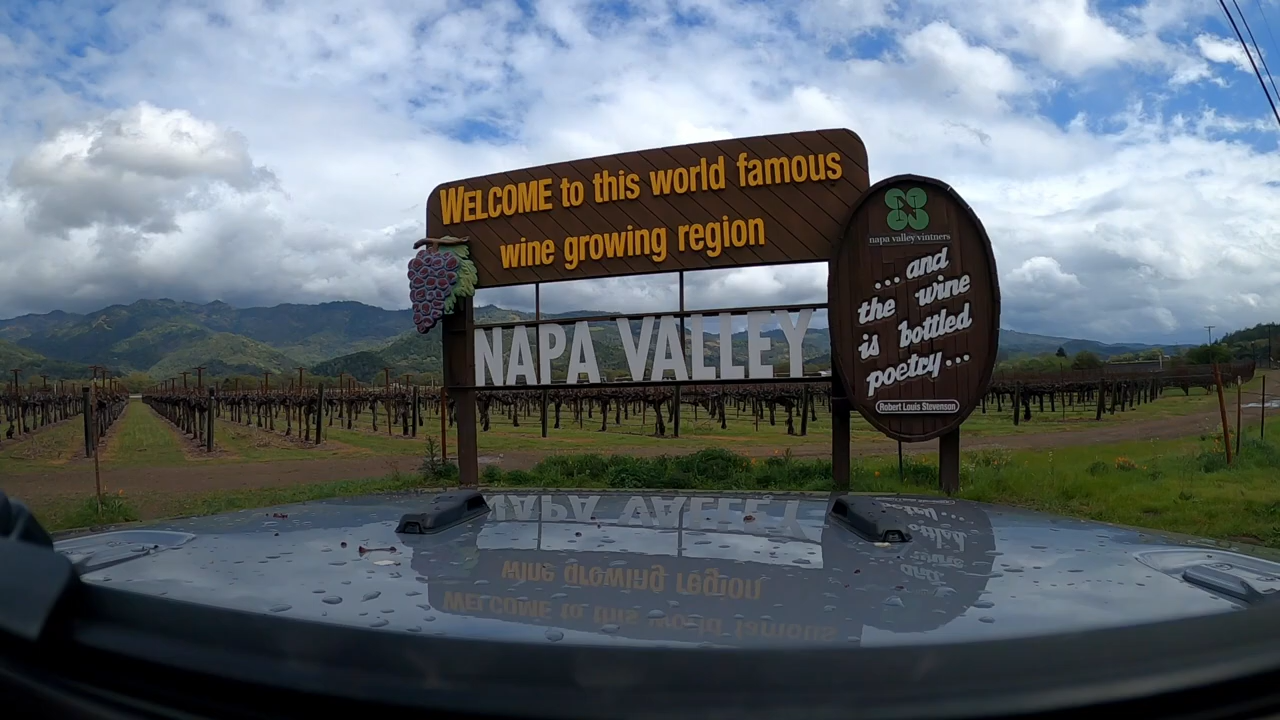 WELCOME to this world famous
wine growing region
NAPA VALLEY
napa valley vintners
...and
the wine
is bottled
poetry...
Robert Louis Stevenson